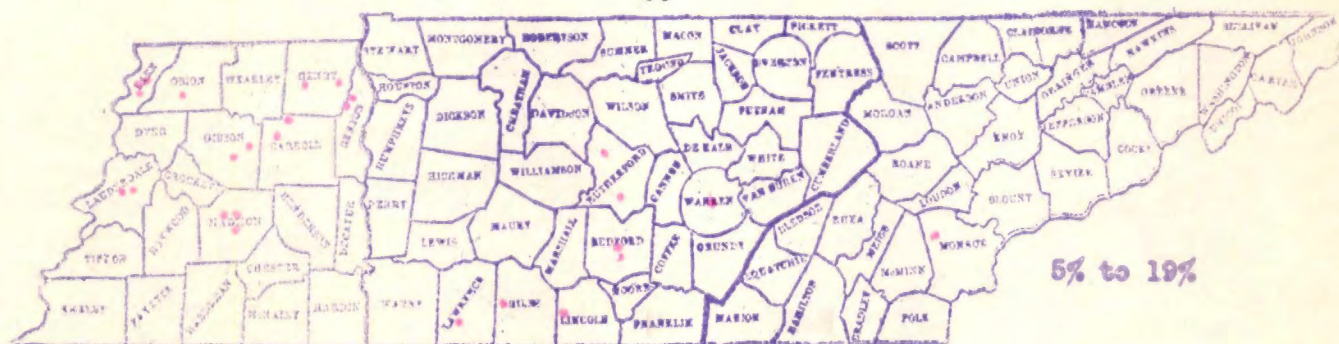 STEWART MONTGOMERY ROBERTSON SUMNER MACON CLAY PICKETT SCOTT CAMPBELL CLAIBORNE HANCOCK HAWKINS SULLIVAN JOHNSON
LAKE OBION WEAKLEY HENRY HOUSTON CHEATHAM TROUSDALE JACKSON OVERTON FENTRESS UNION GRAINGER HAMBLEN GREENE WASHINGTON UNICOI CARTER
BENTON HUMPHREYS DICKSON DAVIDSON WILSON SMITH PUTNAM MORGAN ANDERSON KNOX JEFFERSON COCKE
DYER GIBSON CARROLL DE KALB WHITE CUMBERLAND ROANE SEVIER
LAUDERDALE CROCKETT HICKMAN WILLIAMSON RUTHERFORD CANNON WARREN VAN BUREN LOUDON BLOUNT
HAYWOOD MADISON HENDERSON DECATUR PERRY LEWIS MAURY MARSHALL BEDFORD COFFEE GRUNDY BLEDSOE RHEA MEIGS MCMINN MONROE
TIPTON CHESTER MOORE SEQUATCHIE
5% to 19%
SHELBY FAYETTE HARDEMAN MCNAIRY HARDIN WAYNE LAWRENCE GILES LINCOLN FRANKLIN MARION HAMILTON BRADLEY POLK